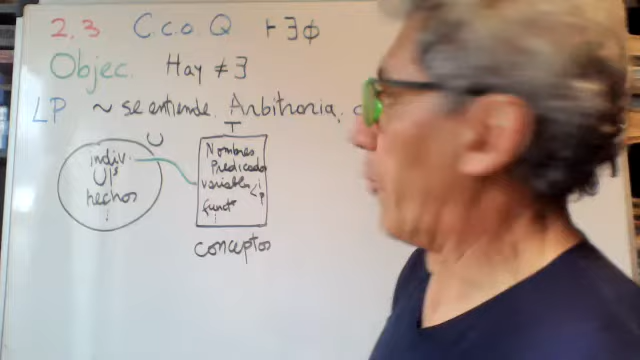 2.3 C.c.o. Q ⊢∃φ
Objec. Hay ≠ ∃
LP ~ se entiende. Arbitraria,
U
T
indiv.
U|s
hechos
Nombres
Predicados
variables
funct
conceptos